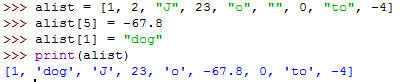 >>> alist = [1, 2, "J", 23, "o", "", 0, "to", -4]
>>> alist[5] = -67.8
>>> alist[1] = "dog"
>>> print(alist)
[1, 'dog', 'J', 23, 'o', -67.8, 0, 'to', -4]